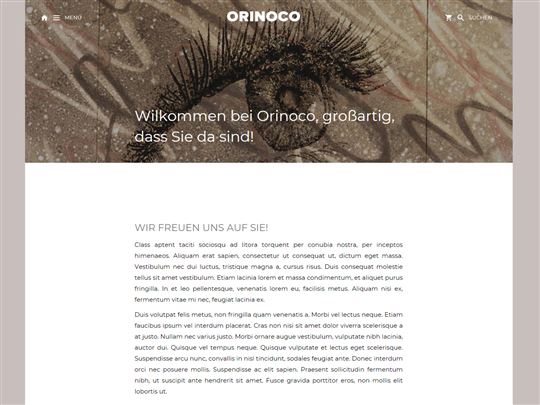 MENÜ
ORINOCO
SUCHEN
Wilkommen bei Orinoco, großartig,
dass Sie da sind!
WIR FREUEN UNS AUF SIE!
Class aptent taciti sociosqu ad litora torquent per conubia nostra, per inceptos
himenaeos. Aliquam erat sapien, consectetur ut consequat ut, dictum eget massa.
Vestibulum nec dui luctus, tristique magna a, cursus risus. Duis consequat molestie
tellus sit amet vestibulum. Etiam lacinia lorem et massa condimentum, et aliquet purus
fringilla. In et leo pellentesque, venenatis lorem eu, facilisis metus. Aliquam nisi ex,
fermentum vitae mi nec, feugiat lacinia ex.
Duis volutpat felis metus, non fringilla quam venenatis a. Morbi vel lectus neque. Etiam
faucibus ipsum vel interdum placerat. Cras non nisi sit amet dolor viverra scelerisque a
at justo. Nullam nec varius justo. Morbi ornare augue vestibulum, vulputate nibh lacinia,
auctor dui. Quisque vel tempus neque. Quisque vulputate et lectus eget scelerisque.
Suspendisse arcu nunc, convallis in nisl tincidunt, sodales feugiat ante. Donec interdum
orci nec posuere mollis. Suspendisse ac elit sapien. Praesent sollicitudin fermentum
nibh, ut suscipit ante hendrerit sit amet. Fusce gravida porttitor eros, non mollis elit
lobortis ut.